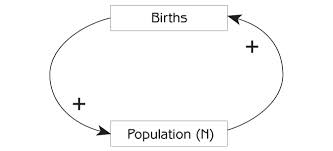 Births
+
+
Population (N)